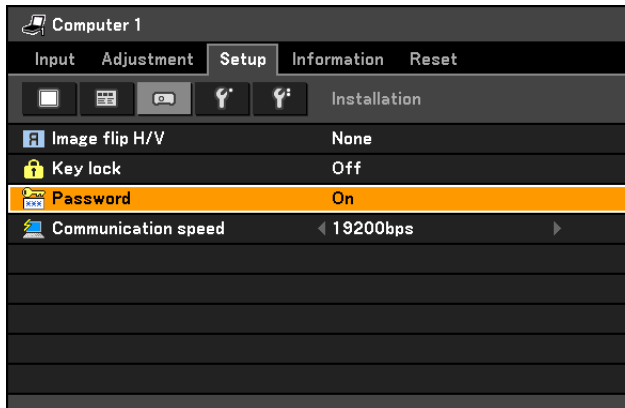 Computer 1
Input Adjustment Setup Information Reset
Installation
Image flip H/V None
Key lock Off
Password On
Communication speed 19200bps